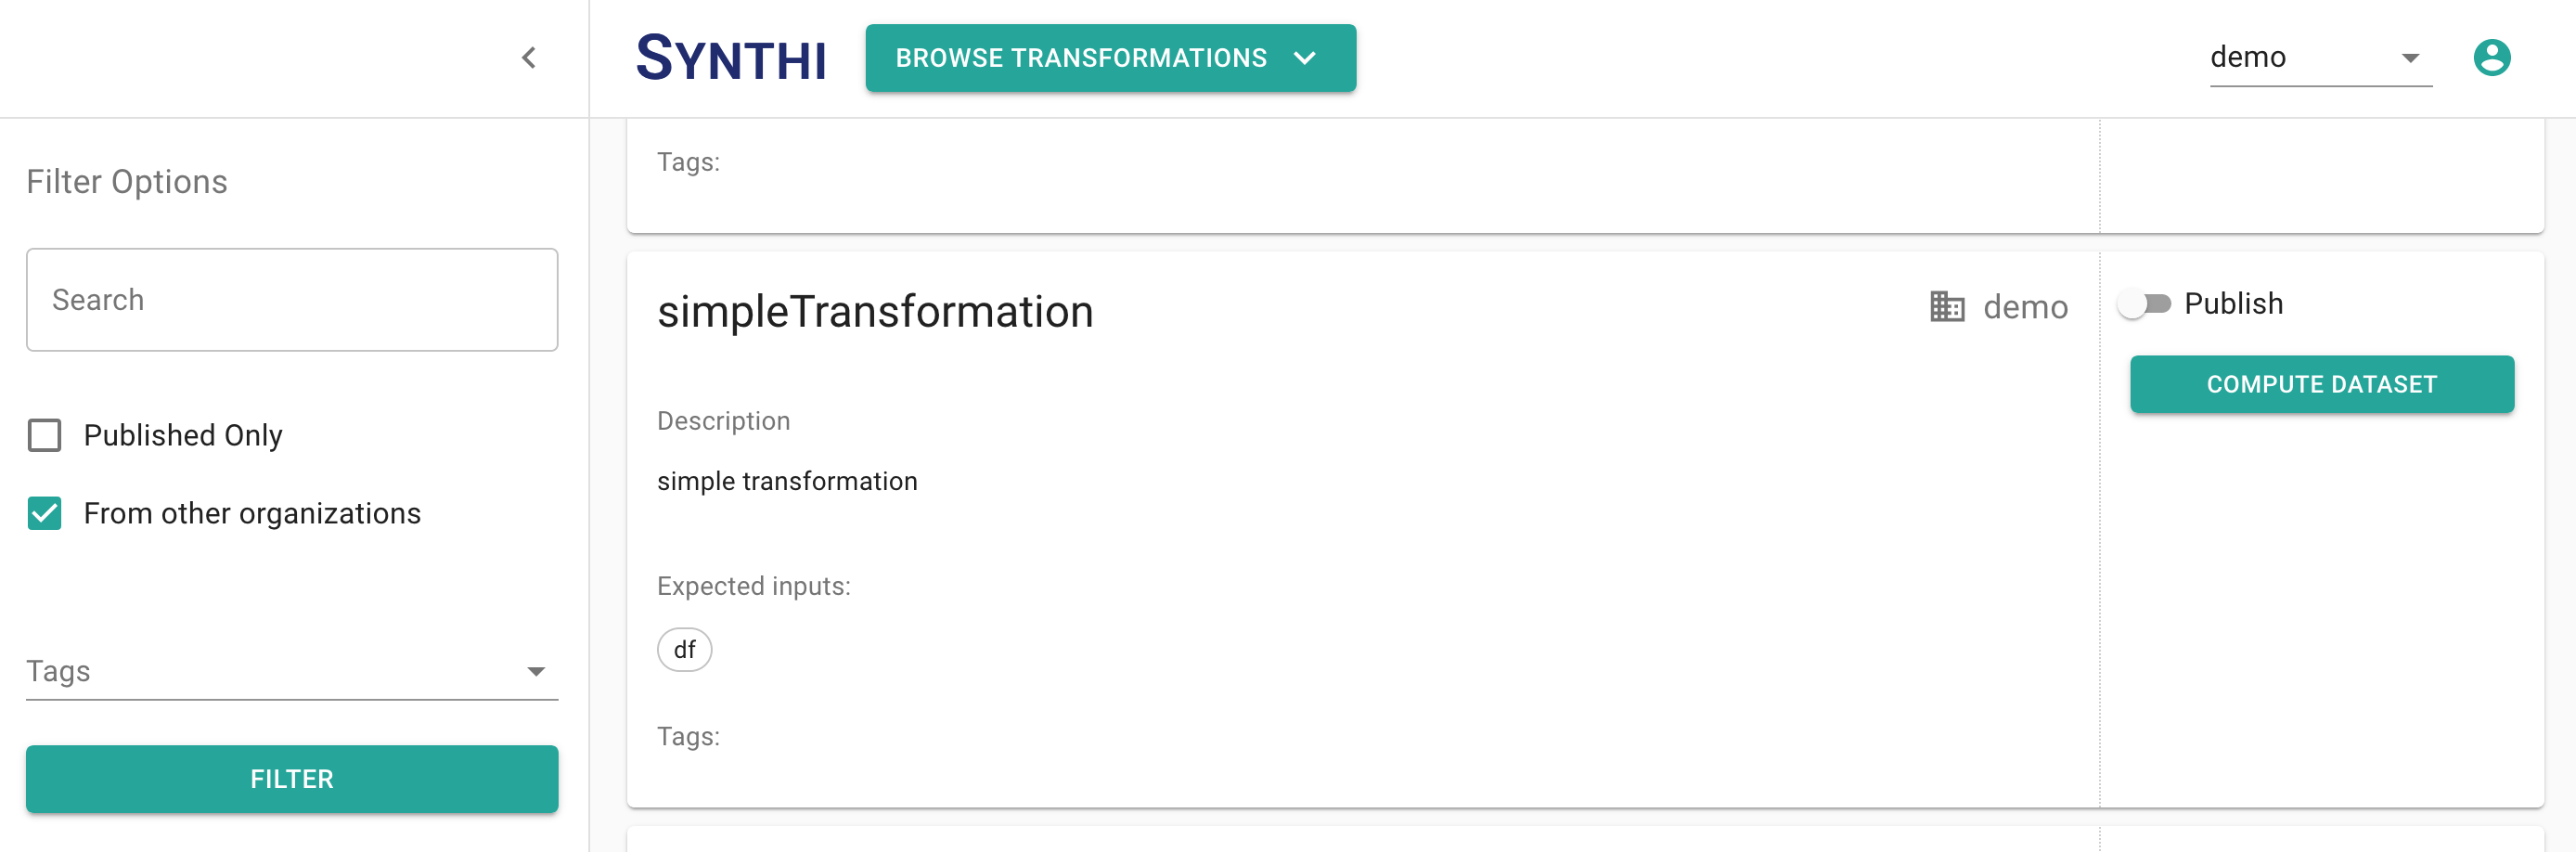 SYNTHI
BROWSE TRANSFORMATIONS
demo
Filter Options
Search
Published Only
From other organizations
Tags
FILTER
Tags:
simpleTransformation
demo
Description
simple transformation
Expected inputs:
df
Tags:
Publish
COMPUTE DATASET